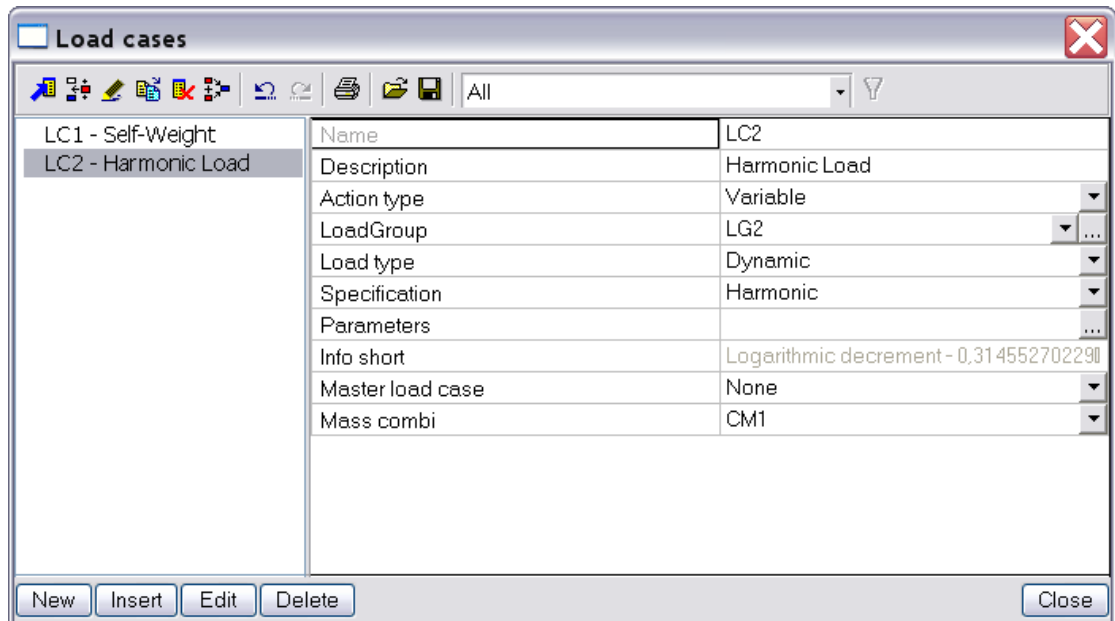 Load cases
All
LC1 - Self-Weight
LC2 - Harmonic Load
Name LC2
Description Harmonic Load
Action type Variable
LoadGroup LG2 ...
Load type Dynamic
Specification Harmonic
Parameters ...
Info short Logarithmic decrement - 0,314552702290
Master load case None
Mass combi CM1
New Insert Edit Delete Close